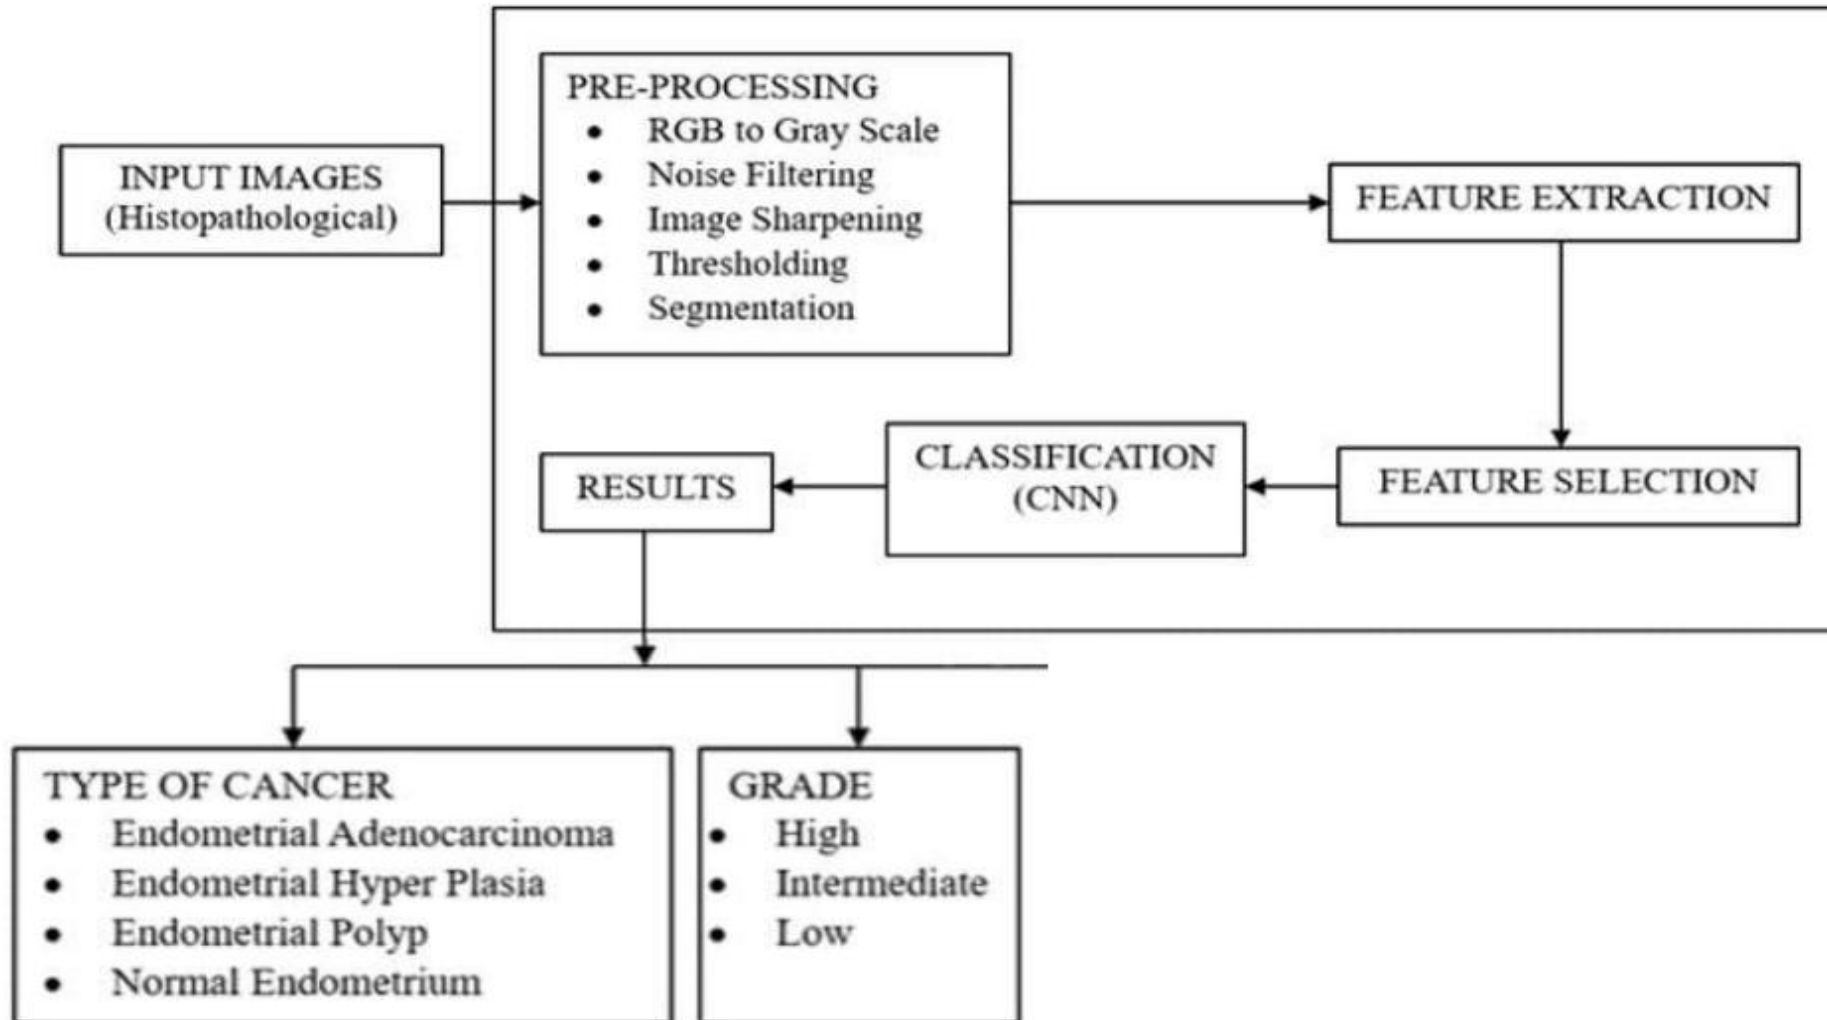 PRE-PROCESSING
• RGB to Gray Scale
• Noise Filtering
• Image Sharpening
• Thresholding
• Segmentation
INPUT IMAGES
(Histopathological)
FEATURE EXTRACTION
FEATURE SELECTION
CLASSIFICATION
(CNN)
RESULTS
TYPE OF CANCER
• Endometrial Adenocarcinoma
• Endometrial Hyper Plasia
• Endometrial Polyp
• Normal Endometrium
GRADE
• High
• Intermediate
• Low